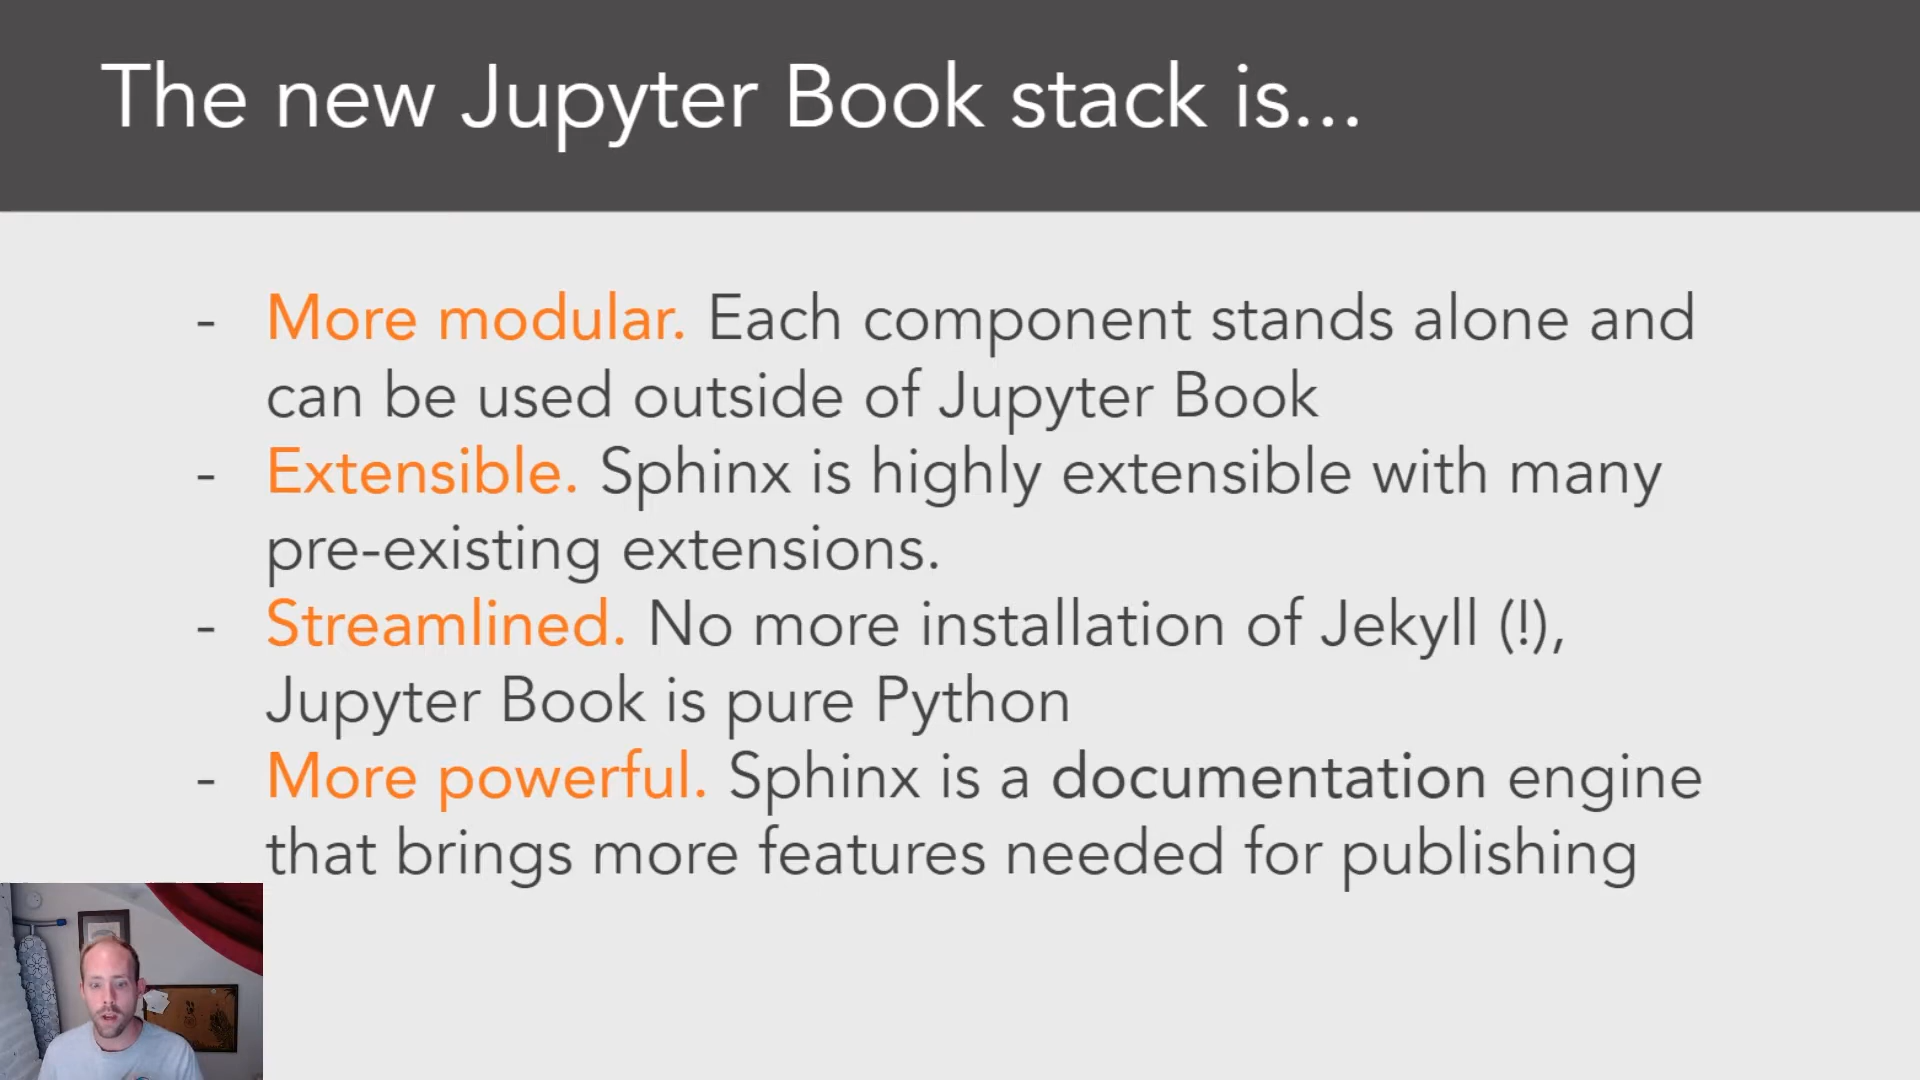 The new Jupyter Book stack is...
- More modular. Each component stands alone and
can be used outside of Jupyter Book
- Extensible. Sphinx is highly extensible with many
pre-existing extensions.
- Streamlined. No more installation of Jekyll (!),
Jupyter Book is pure Python
- More powerful. Sphinx is a documentation engine
that brings more features needed for publishing